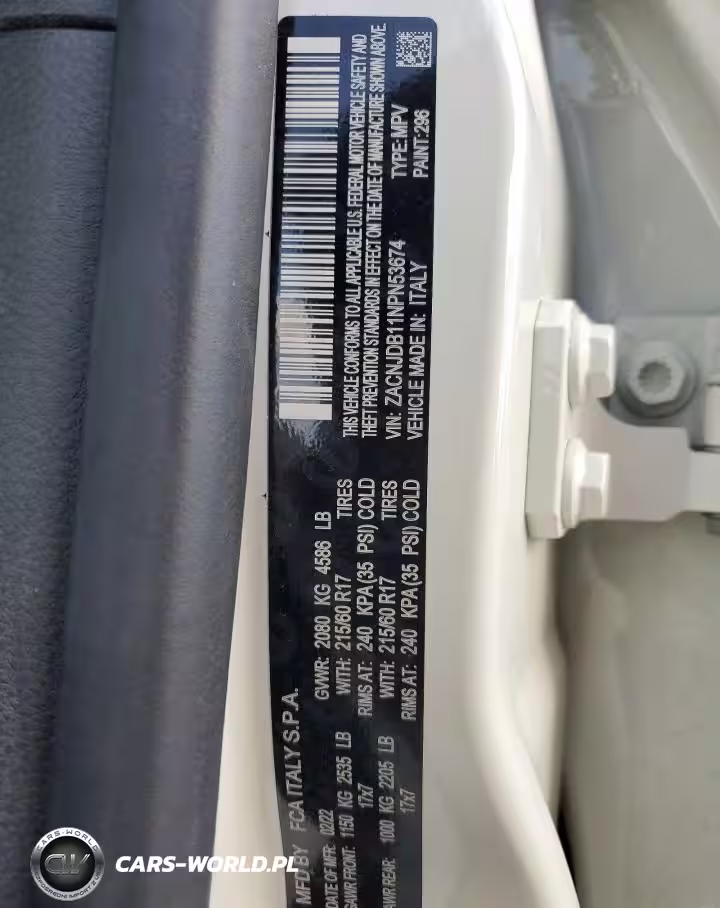 MFD BY FCA ITALY S.P.A.
DATE OF MFR: 02/22 GVWR: 2080 KG 4586 LB
GAWR FRONT: WITH: 215/60 R17 TIRES
1150 KG 2535 LB RIMS AT: 240 KPA (35 PSI) COLD
17x7
GAWR REAR: WITH: 215/60 R17 TIRES
1000 KG 2205 LB RIMS AT: 240 KPA (35 PSI) COLD
17x7
THIS VEHICLE CONFORMS TO ALL APPLICABLE U.S. FEDERAL MOTOR VEHICLE SAFETY AND
THEFT PREVENTION STANDARDS IN EFFECT ON THE DATE OF MANUFACTURE SHOWN ABOVE.
VIN: ZACNJDB11NPN53674 TYPE: MPV
VEHICLE MADE IN: ITALY PAINT: 296
CARS-WORLD.PL